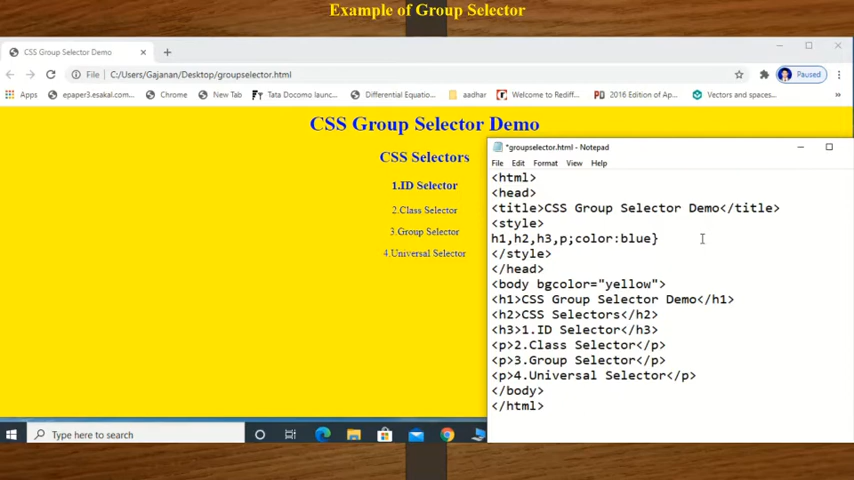 Example of Group Selector
CSS Group Selector Demo
Paused
File C:/Users/Gajanan/Desktop/groupselector.html
Apps epaper3.esakal.com Chrome New Tab Tata Docomo launc... Differential Equatio... aadhar Welcome to Rediff... PD 2016 Edition of Ap... Vectors and spaces...
CSS Group Selector Demo
CSS Selectors
1.ID Selector
2.Class Selector
3.Group Selector
4.Universal Selector
*groupselector.html - Notepad
File Edit Format View Help
<html>
<head>
<title>CSS Group Selector Demo</title>
<style>
h1,h2,h3,p;color:blue}
</style>
</head>
<body bgcolor="yellow">
<h1>CSS Group Selector Demo</h1>
<h2>CSS Selectors</h2>
<h3>1.ID Selector</h3>
<p>2.Class Selector</p>
<p>3.Group Selector</p>
<p>4.Universal Selector</p>
</body>
</html>
Type here to search